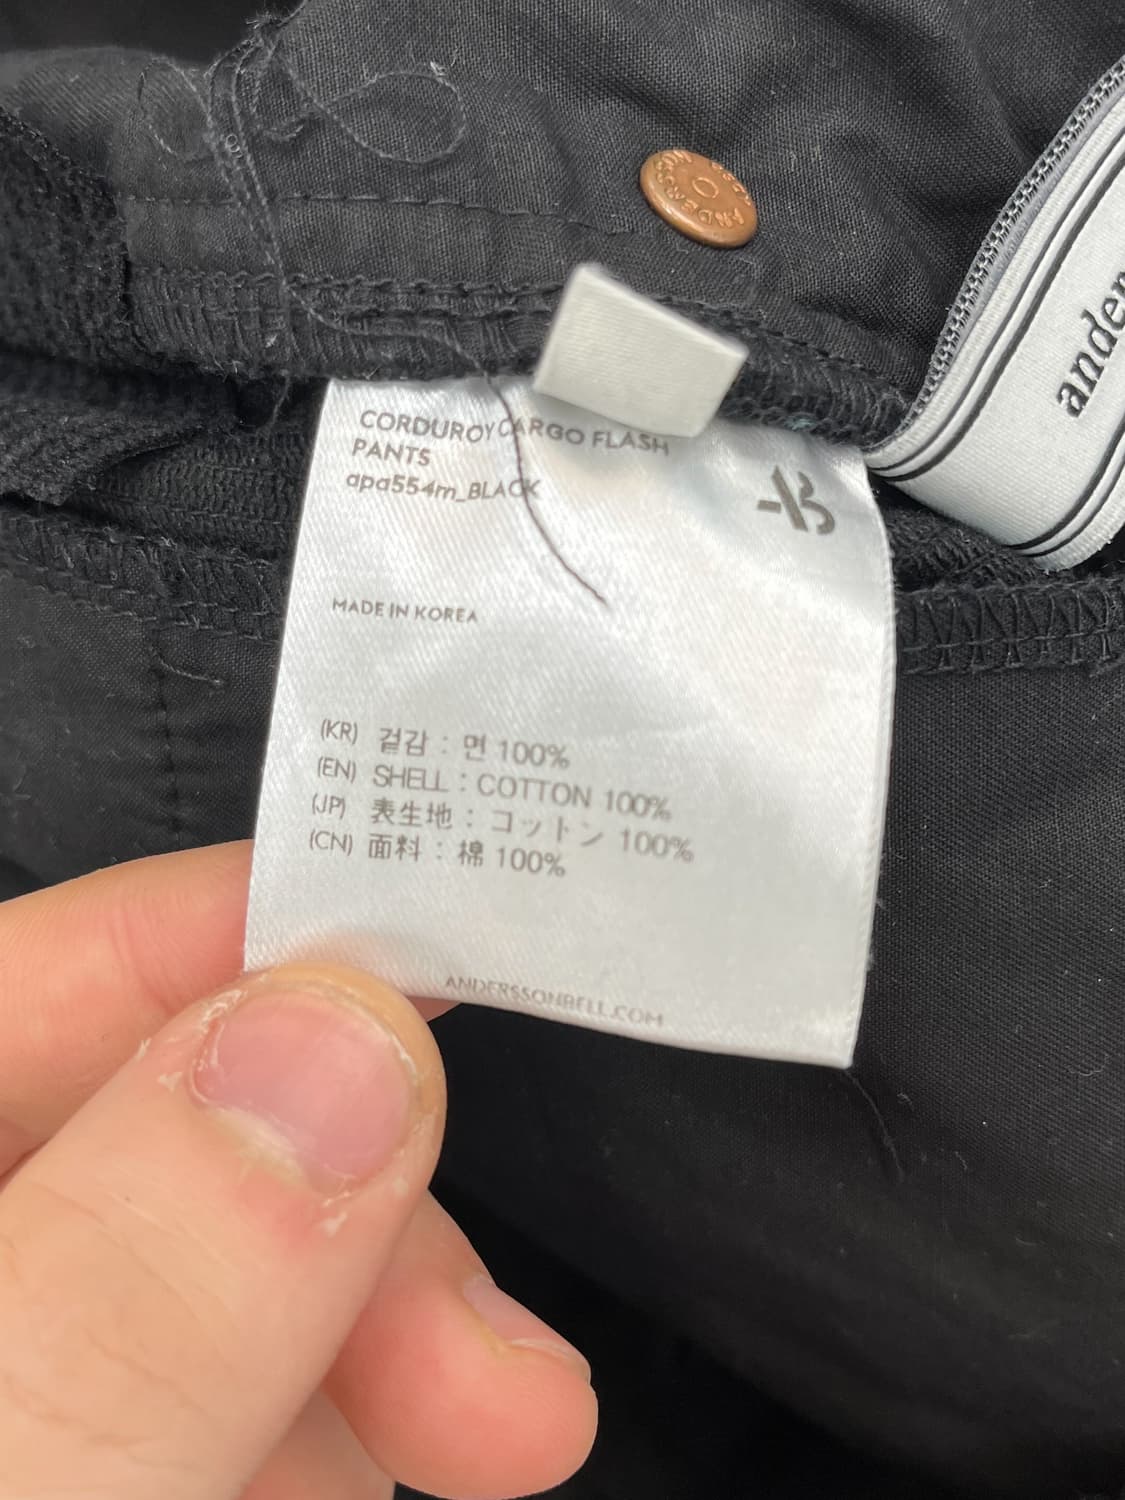 CORDUROY CARGO FLASH
PANTS
apa554m_BLACK
MADE IN KOREA
(KR) 겉감 : 면 100%
(EN) SHELL : COTTON 100%
(JP) 表生地 : コットン 100%
(CN) 面料 : 棉 100%
ANDERSSONBELL.COM
ander
ANDERSSON